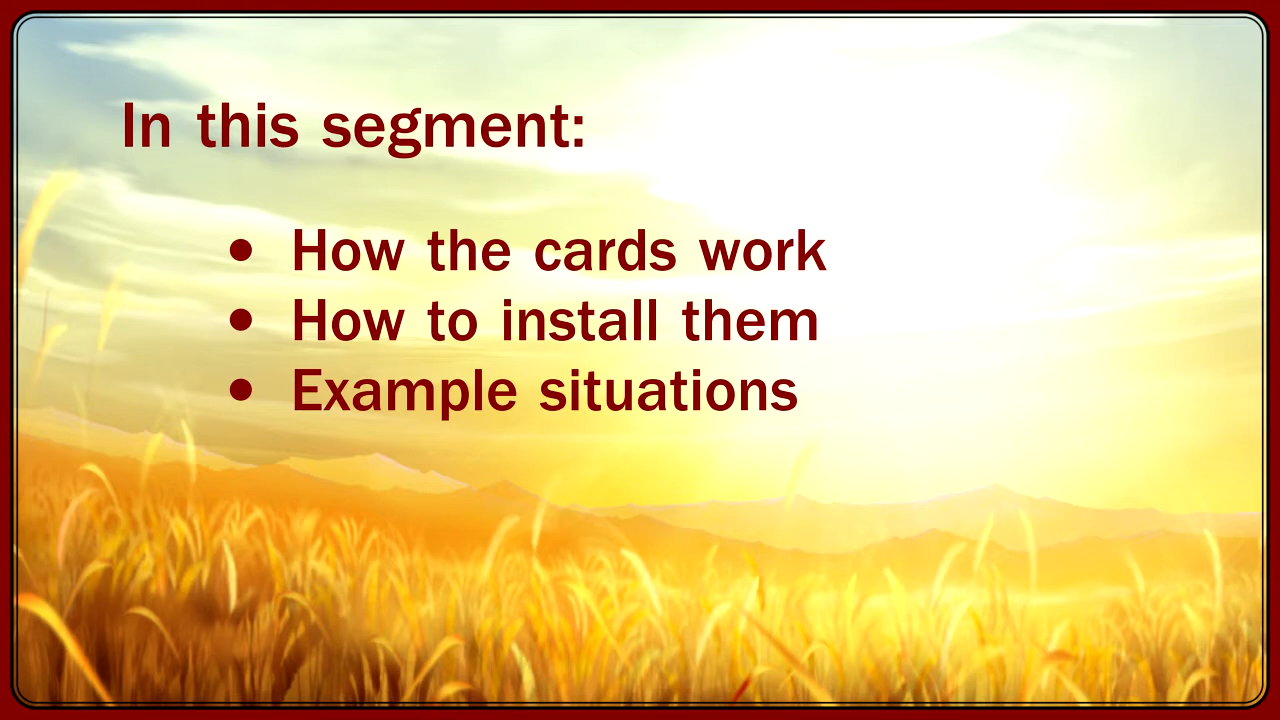 In this segment:
• How the cards work
• How to install them
• Example situations